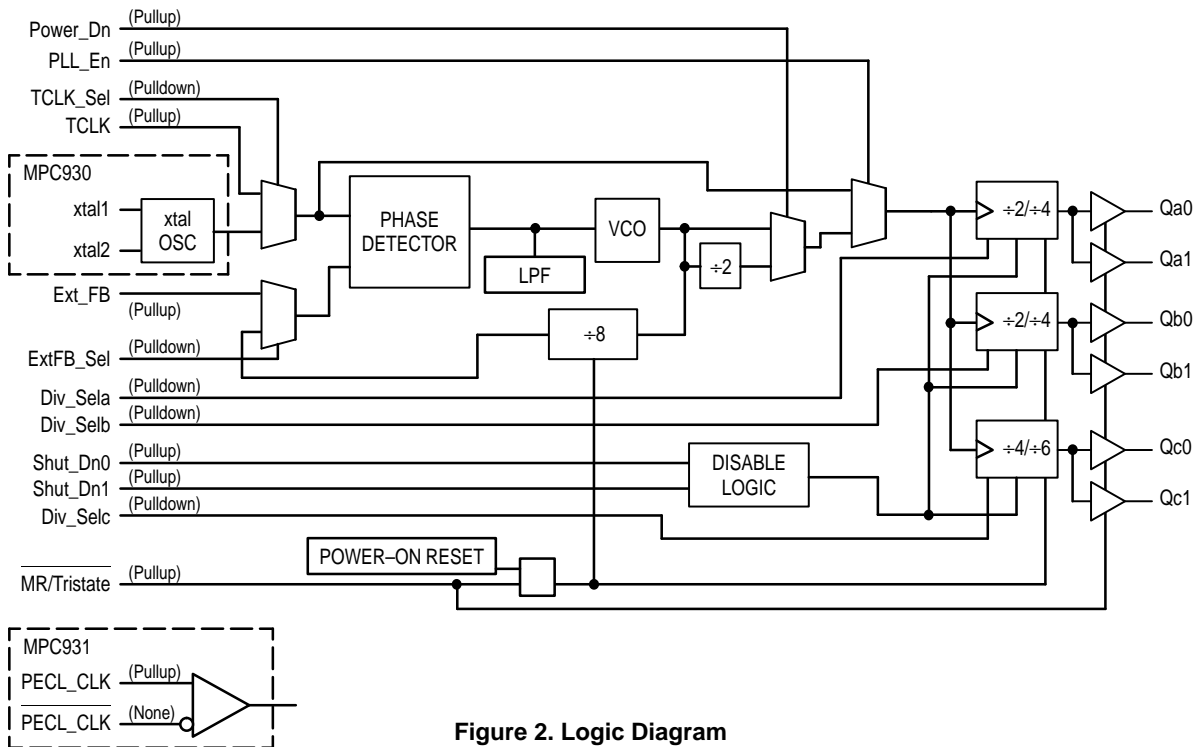 Power_Dn (Pullup)
PLL_En (Pullup)
TCLK_Sel (Pulldown)
TCLK (Pullup)
MPC930
xtal1
xtal2
xtal
OSC
PHASE
DETECTOR
LPF
VCO
÷2
÷8
÷2/÷4
Qa0
Qa1
÷2/÷4
Qb0
Qb1
÷4/÷6
Qc0
Qc1
Ext_FB
(Pullup)
ExtFB_Sel (Pulldown)
Div_Sela (Pulldown)
Div_Selb (Pulldown)
Shut_Dn0 (Pullup)
Shut_Dn1 (Pullup)
Div_Selc (Pulldown)
DISABLE
LOGIC
POWER–ON RESET
MR/Tristate (Pullup)
MPC931
PECL_CLK (Pullup)
PECL_CLK (None)
Figure 2. Logic Diagram